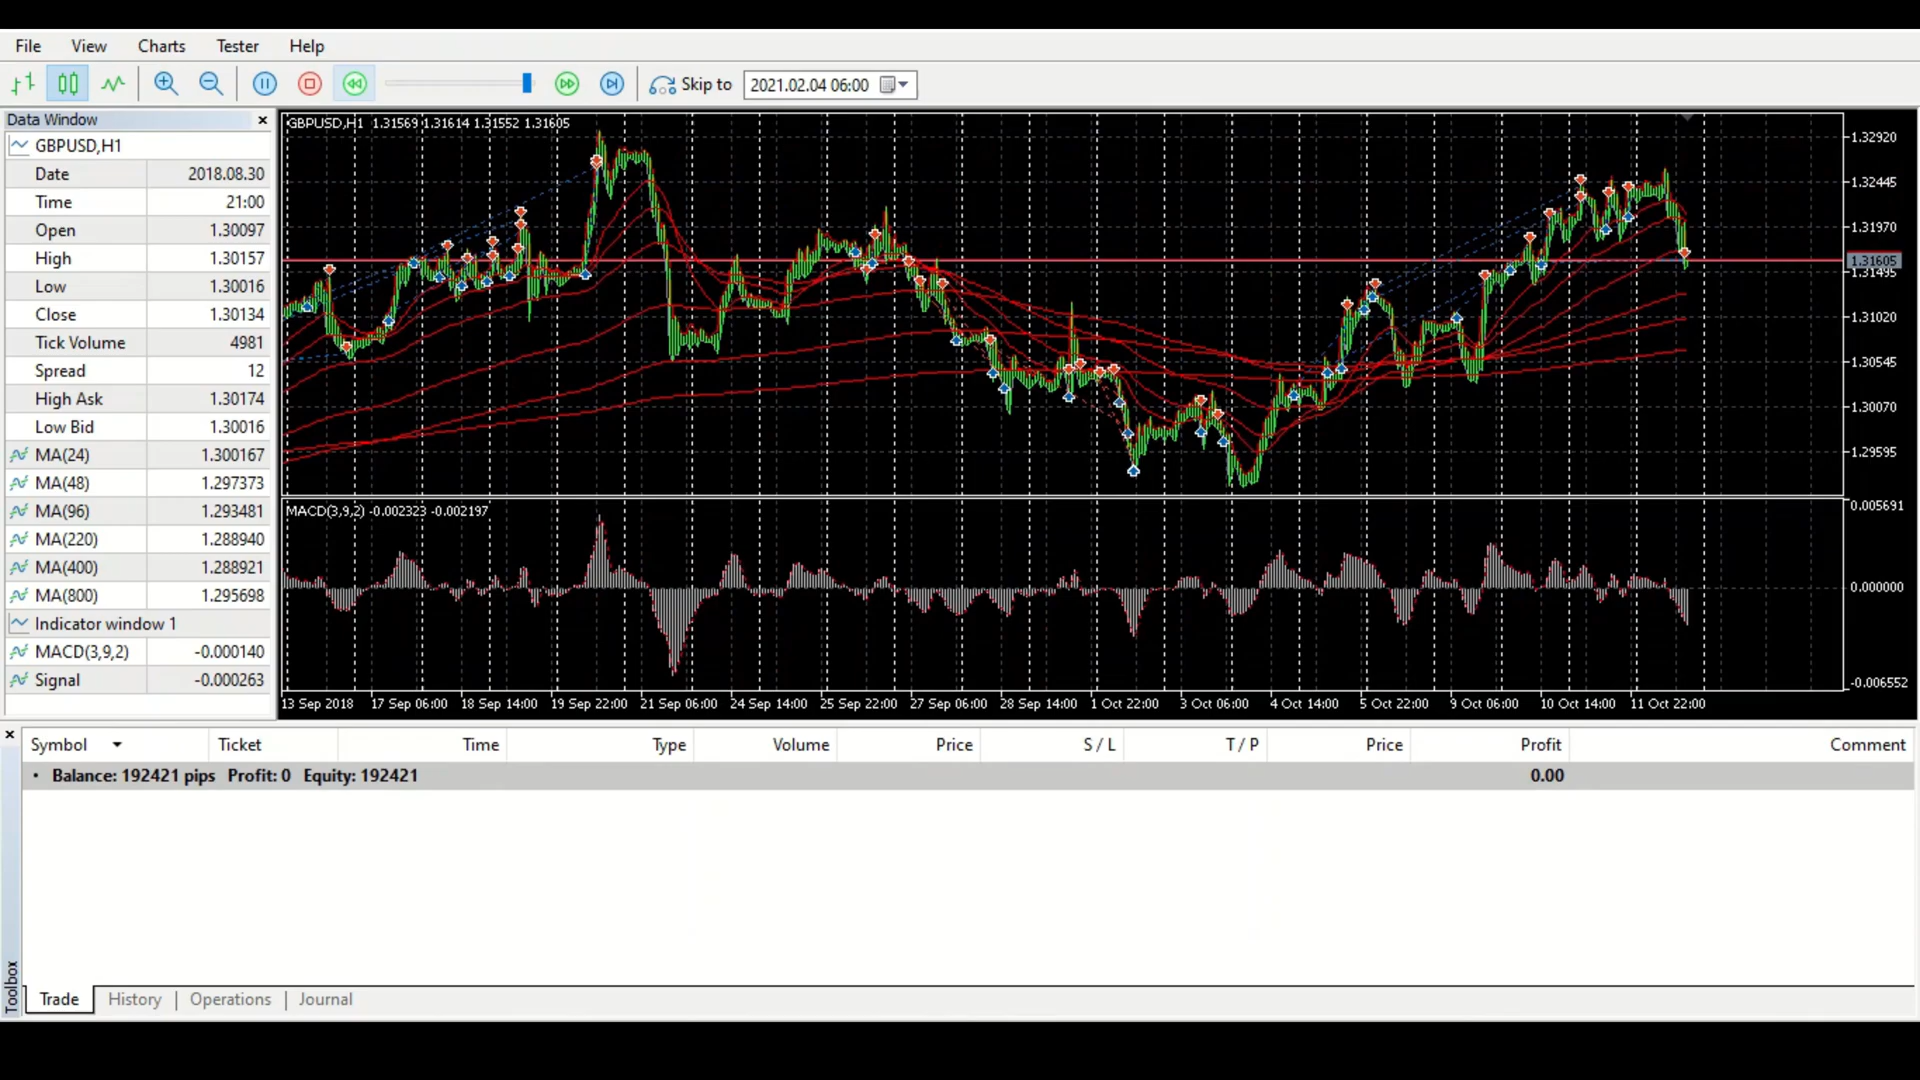 File View Charts Tester Help
Skip to 2021.02.04 06:00
Data Window
GBPUSD,H1
Date 2018.08.30
Time 21:00
Open 1.30097
High 1.30157
Low 1.30016
Close 1.30134
Tick Volume 4981
Spread 12
High Ask 1.30174
Low Bid 1.30016
MA(24) 1.300167
MA(48) 1.297373
MA(96) 1.293481
MA(220) 1.288940
MA(400) 1.288921
MA(800) 1.295698
Indicator window 1
MACD(3,9,2) -0.000140
Signal -0.000263
GBPUSD,H1 1.31569 1.31614 1.31552 1.31605
1.32920
1.32445
1.31970
1.31605
1.31495
1.31020
1.30545
1.30070
1.29595
MACD(3,9,2) -0.002323 -0.002197
0.005691
0.000000
-0.006552
13 Sep 2018 17 Sep 06:00 18 Sep 14:00 19 Sep 22:00 21 Sep 06:00 24 Sep 14:00 25 Sep 22:00 27 Sep 06:00 28 Sep 14:00 1 Oct 22:00 3 Oct 06:00 4 Oct 14:00 5 Oct 22:00 9 Oct 06:00 10 Oct 14:00 11 Oct 22:00
Symbol Ticket Time Type Volume Price S / L T / P Price Profit Comment
Balance: 192421 pips Profit: 0 Equity: 192421 0.00
Toolbox
Trade History Operations Journal